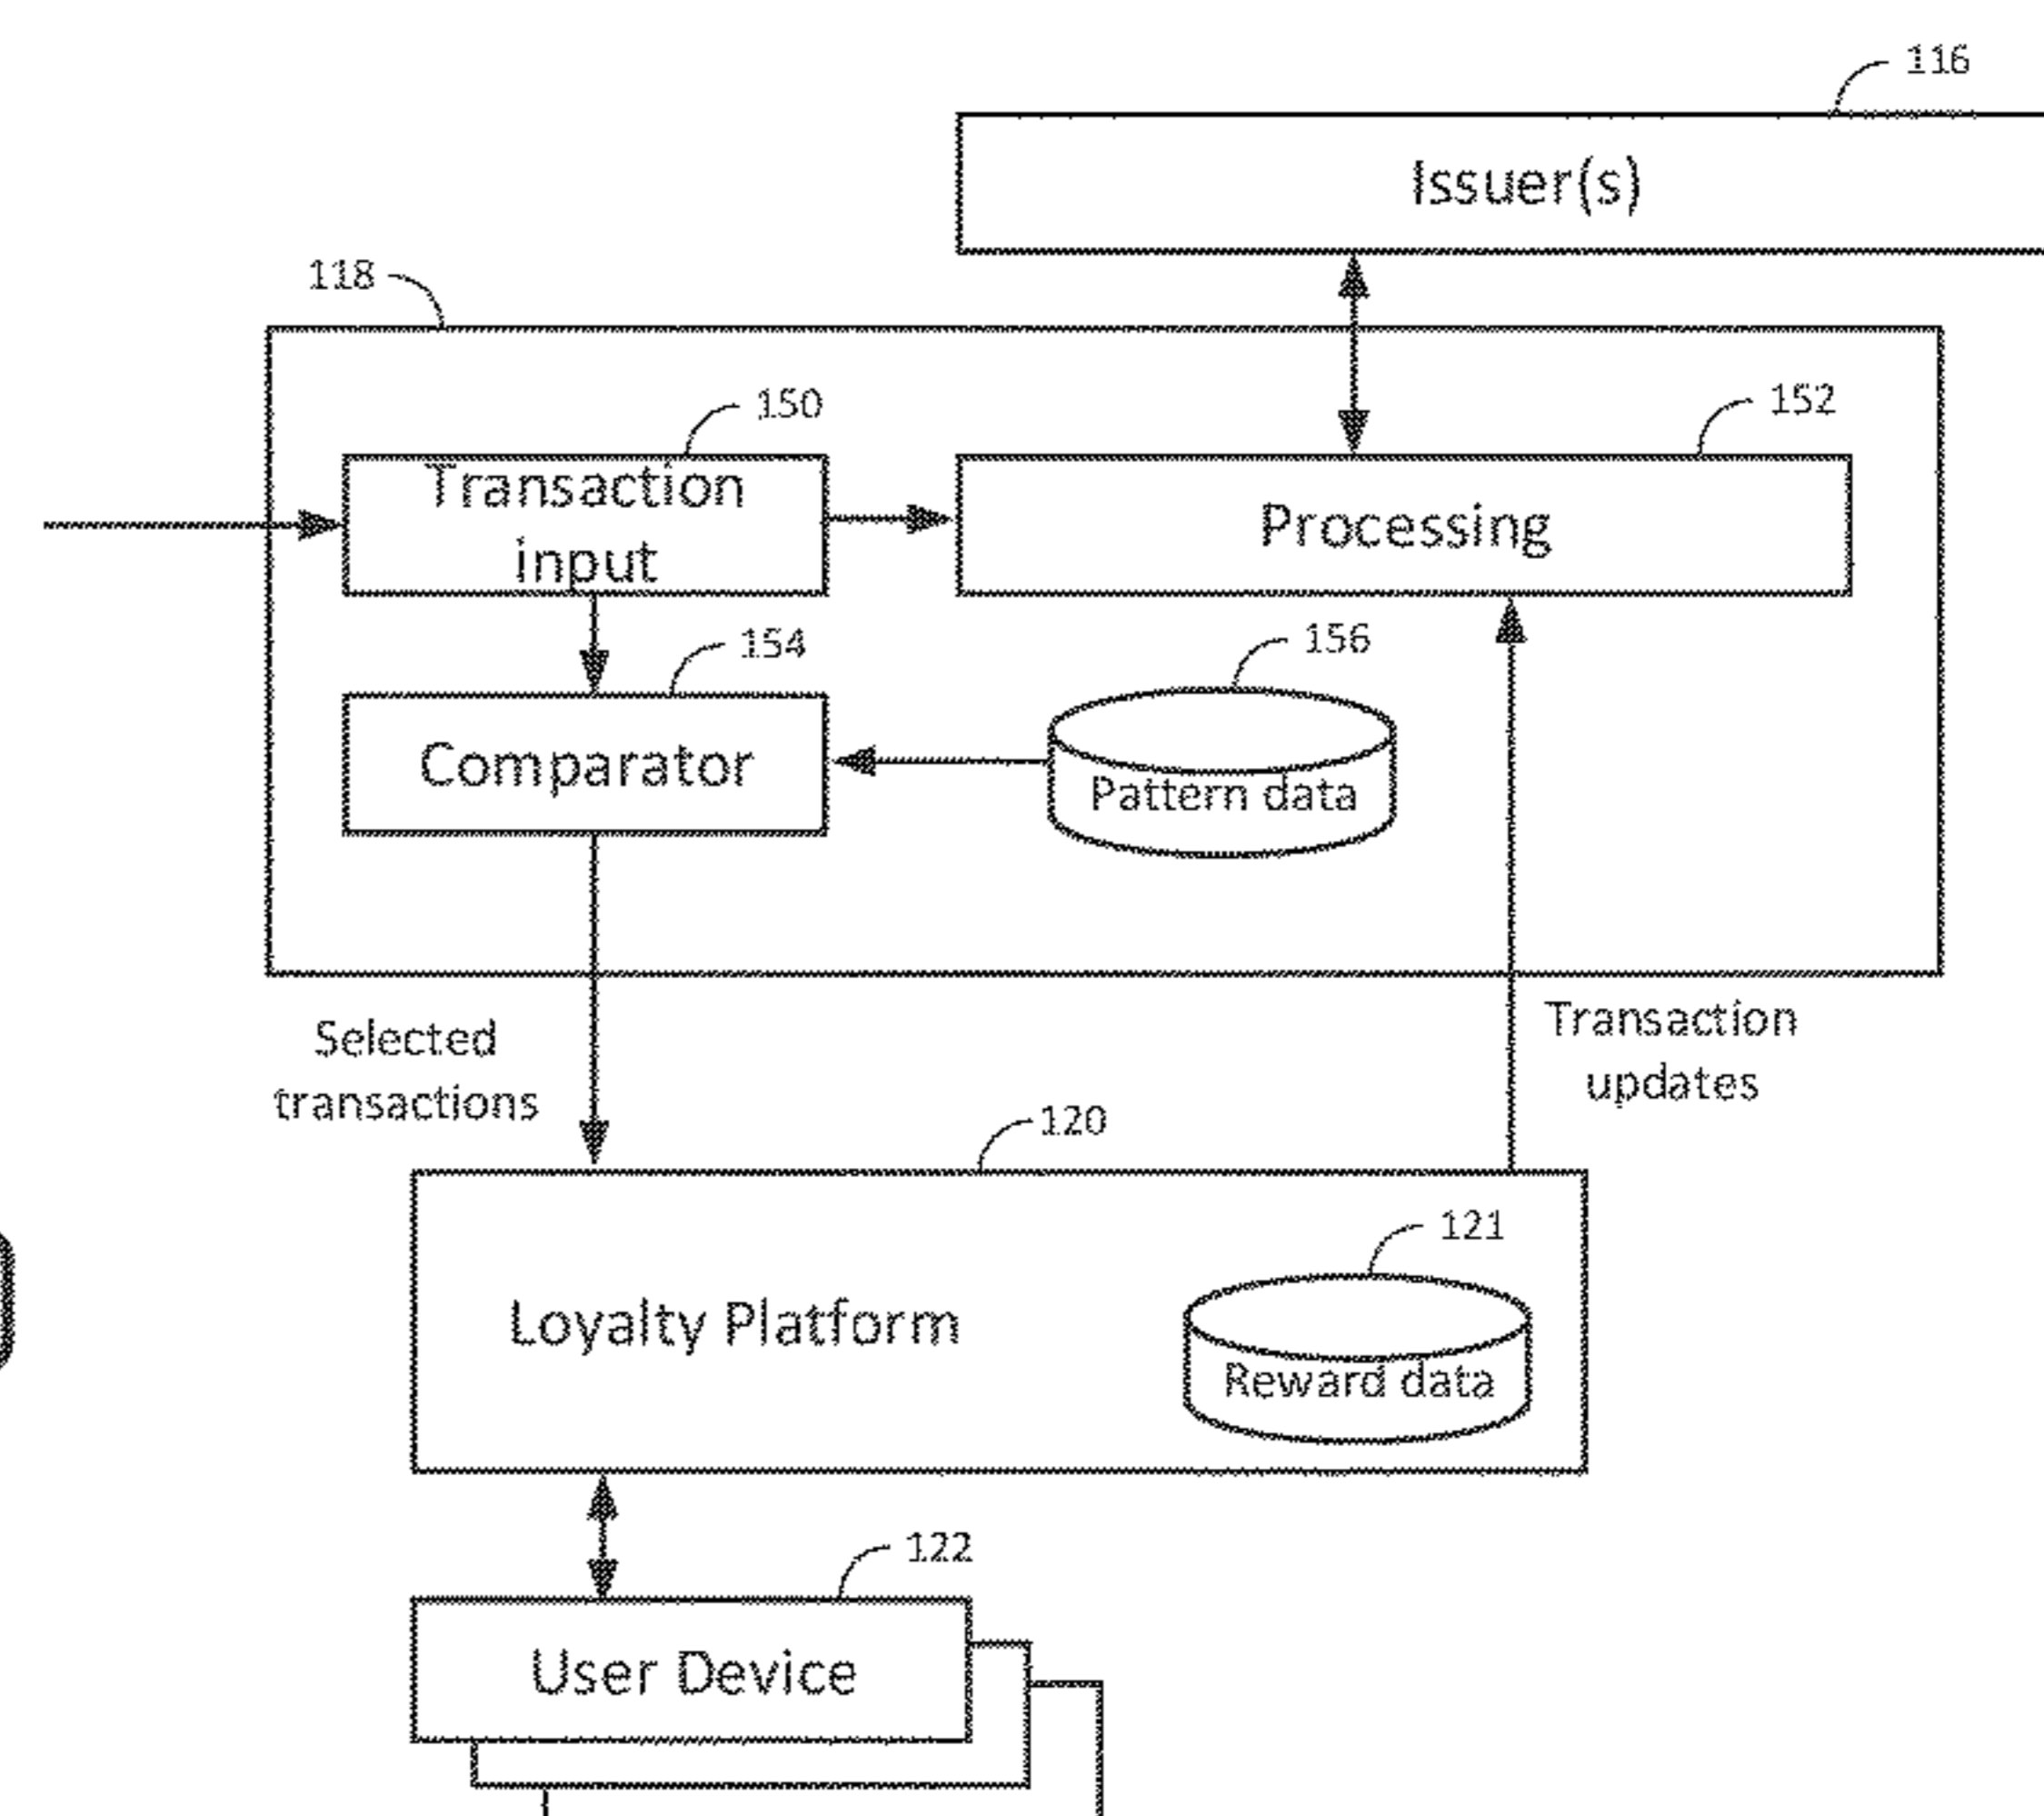 116
Issuer(s)
118
150
152
Transaction
input
Processing
154
156
Comparator
Pattern data
Selected
transactions
Transaction
updates
120
121
Loyalty Platform
Reward data
122
User Device